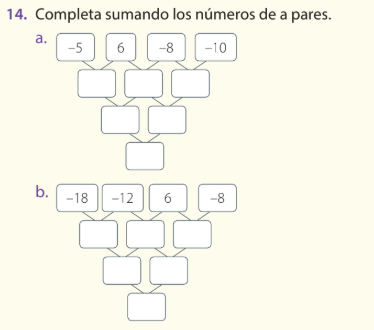 14. Completa sumando los números de a pares.
a. –5 6 –8 –10
b. –18 –12 6 –8